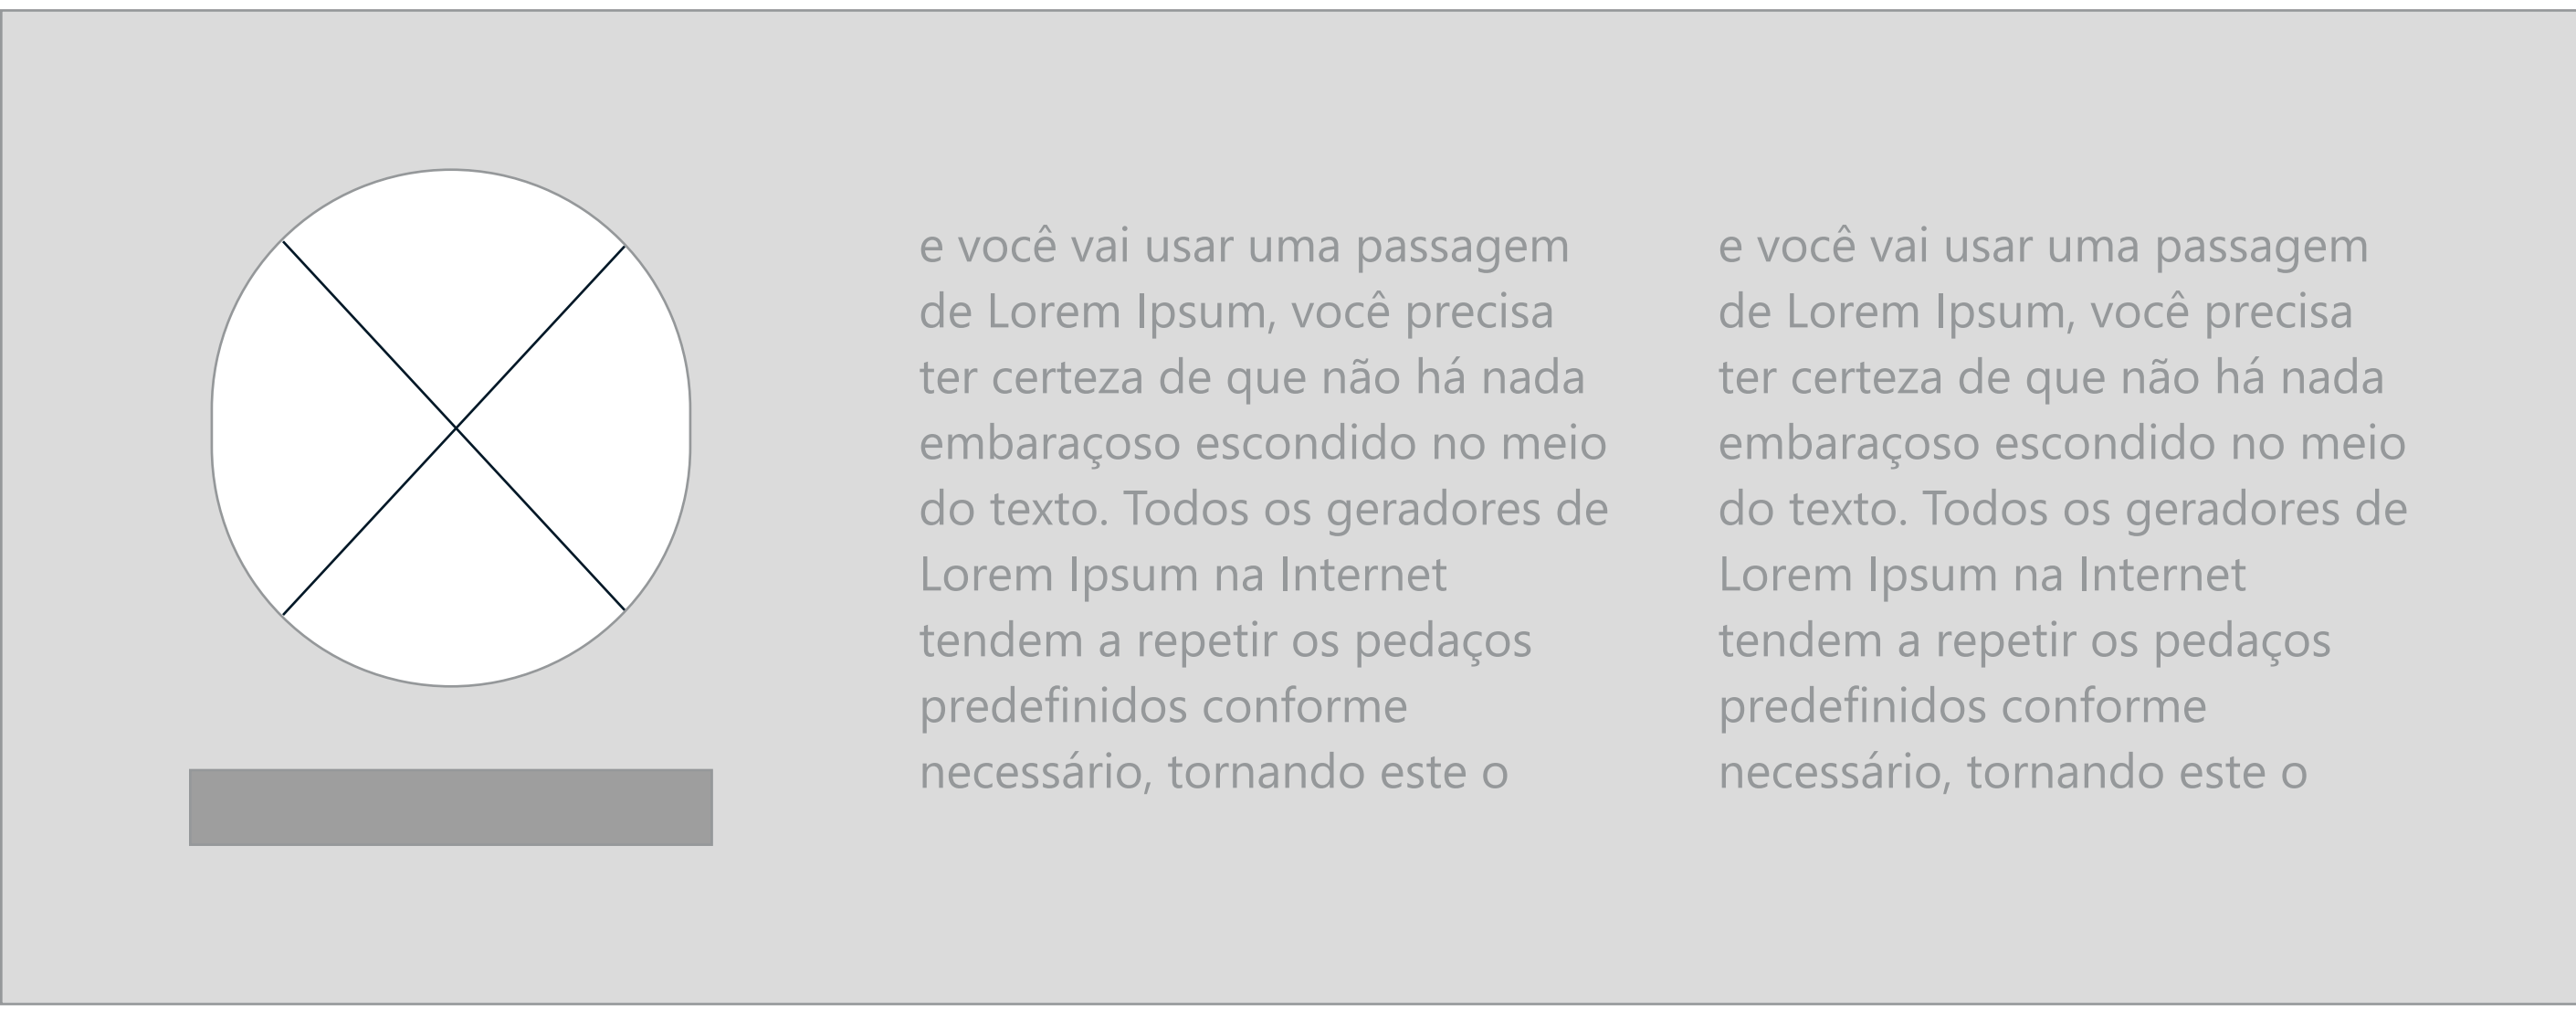 e você vai usar uma passagem
de Lorem Ipsum, você precisa
ter certeza de que não há nada
embaraçoso escondido no meio
do texto. Todos os geradores de
Lorem Ipsum na Internet
tendem a repetir os pedaços
predefinidos conforme
necessário, tornando este o
e você vai usar uma passagem
de Lorem Ipsum, você precisa
ter certeza de que não há nada
embaraçoso escondido no meio
do texto. Todos os geradores de
Lorem Ipsum na Internet
tendem a repetir os pedaços
predefinidos conforme
necessário, tornando este o